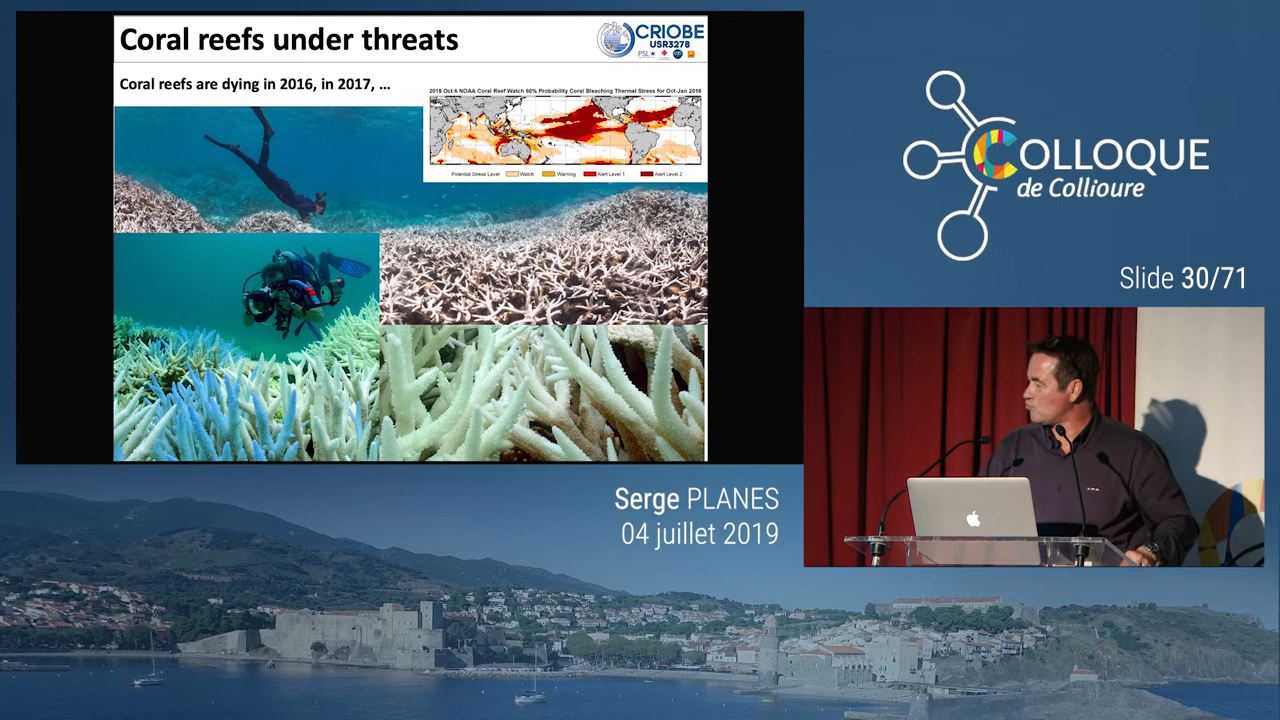 Coral reefs under threats
CRIOBE
USR3278
PSL
Coral reefs are dying in 2016, in 2017, ...
2015 Oct 6 NOAA Coral Reef Watch 60% Probability Coral Bleaching Thermal Stress for Oct-Jan 2016
Potential Stress Level: Watch Warning Alert Level 1 Alert Level 2
COLLOQUE
de Collioure
Slide 30/71
Serge PLANES
04 juillet 2019